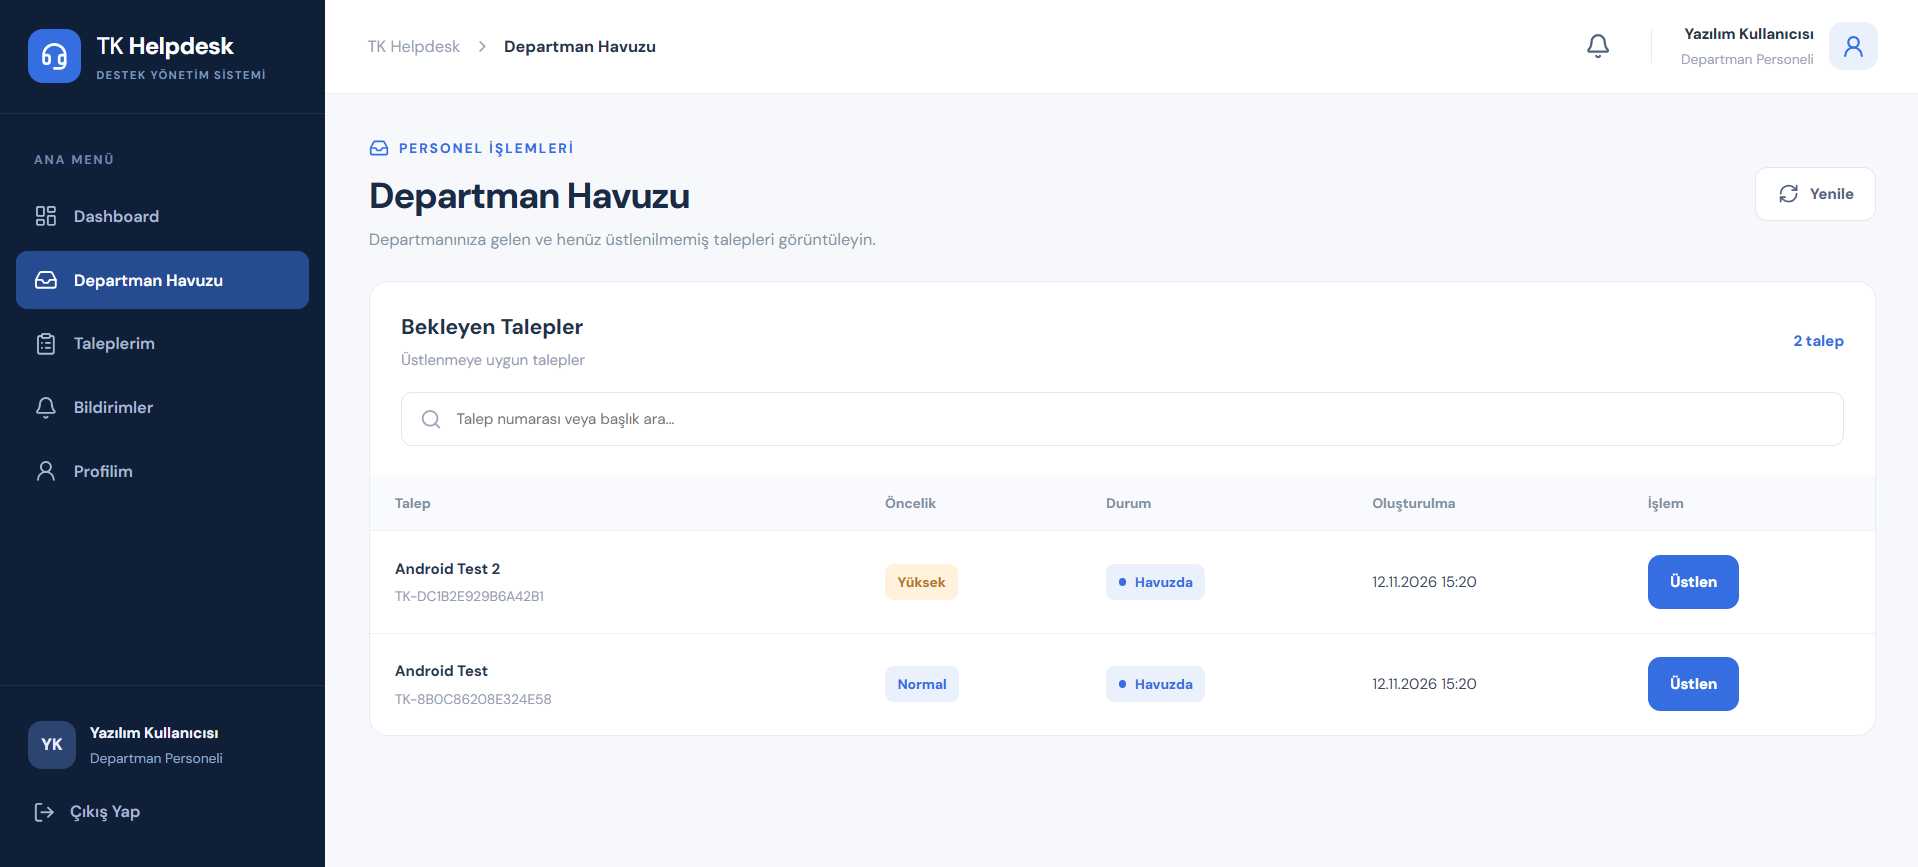 TK Helpdesk
DESTEK YÖNETİM SİSTEMİ
ANA MENÜ
Dashboard
Departman Havuzu
Taleplerim
Bildirimler
Profilim
YK
Yazılım Kullanıcısı
Departman Personeli
Çıkış Yap
TK Helpdesk > Departman Havuzu
Yazılım Kullanıcısı
Departman Personeli
PERSONEL İŞLEMLERİ
Departman Havuzu
Departmanınıza gelen ve henüz üstlenilmemiş talepleri görüntüleyin.
Yenile
Bekleyen Talepler
Üstlenmeye uygun talepler
2 talep
Talep numarası veya başlık ara...
Talep Öncelik Durum Oluşturulma İşlem
Android Test 2
TK-DC1B2E929B6A42B1
Yüksek Havuzda 12.11.2026 15:20 Üstlen
Android Test
TK-8B0C86208E324E58
Normal Havuzda 12.11.2026 15:20 Üstlen